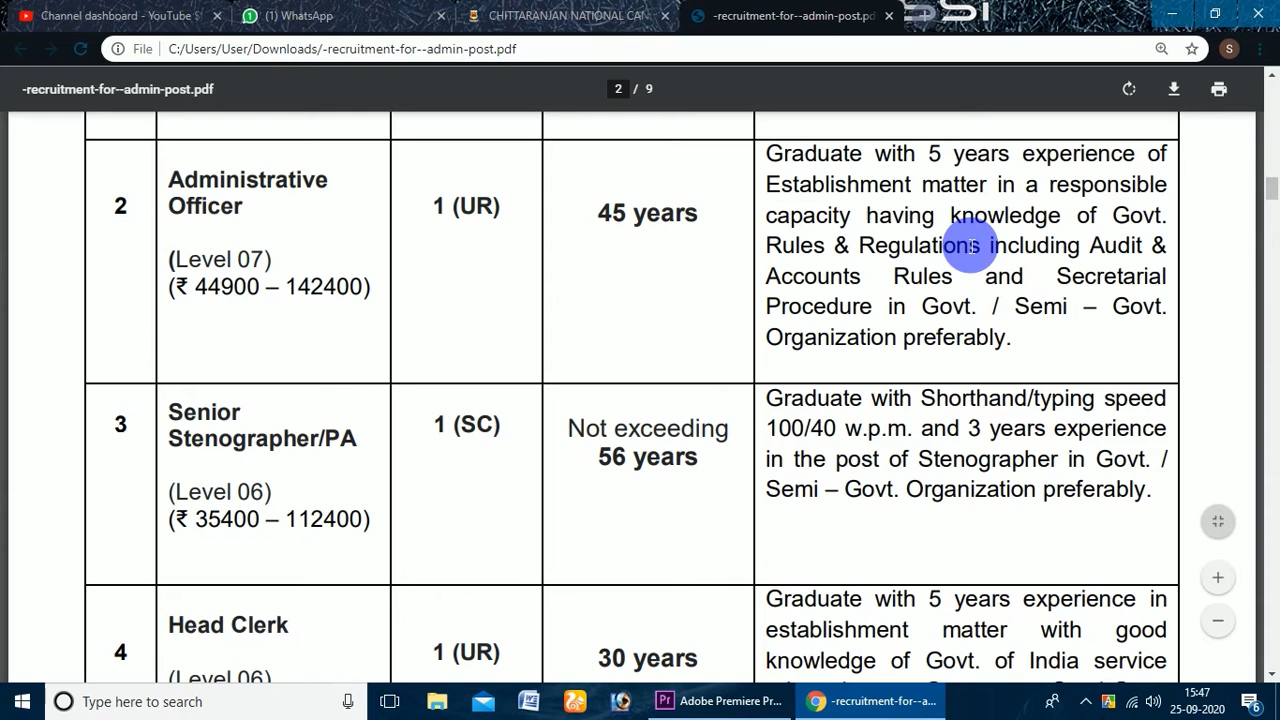 Channel dashboard - YouTube
(1) WhatsApp
CHITTARANJAN NATIONAL CA
-recruitment-for--admin-post.p
SSI
File
C:/Users/User/Downloads/-recruitment-for--admin-post.pdf
S
-recruitment-for--admin-post.pdf
2 / 9
2
Administrative
Officer
(Level 07)
(₹ 44900 – 142400)
1 (UR)
45 years
Graduate with 5 years experience of
Establishment matter in a responsible
capacity having knowledge of Govt.
Rules & Regulations including Audit &
Accounts Rules and Secretarial
Procedure in Govt. / Semi – Govt.
Organization preferably.
3
Senior
Stenographer/PA
(Level 06)
(₹ 35400 – 112400)
1 (SC)
Not exceeding
56 years
Graduate with Shorthand/typing speed
100/40 w.p.m. and 3 years experience
in the post of Stenographer in Govt. /
Semi – Govt. Organization preferably.
4
Head Clerk
(Level 06)
1 (UR)
30 years
Graduate with 5 years experience in
establishment matter with good
knowledge of Govt. of India service
Type here to search
Adobe Premiere Pr...
-recruitment-for--a...
15:47
25-09-2020
6